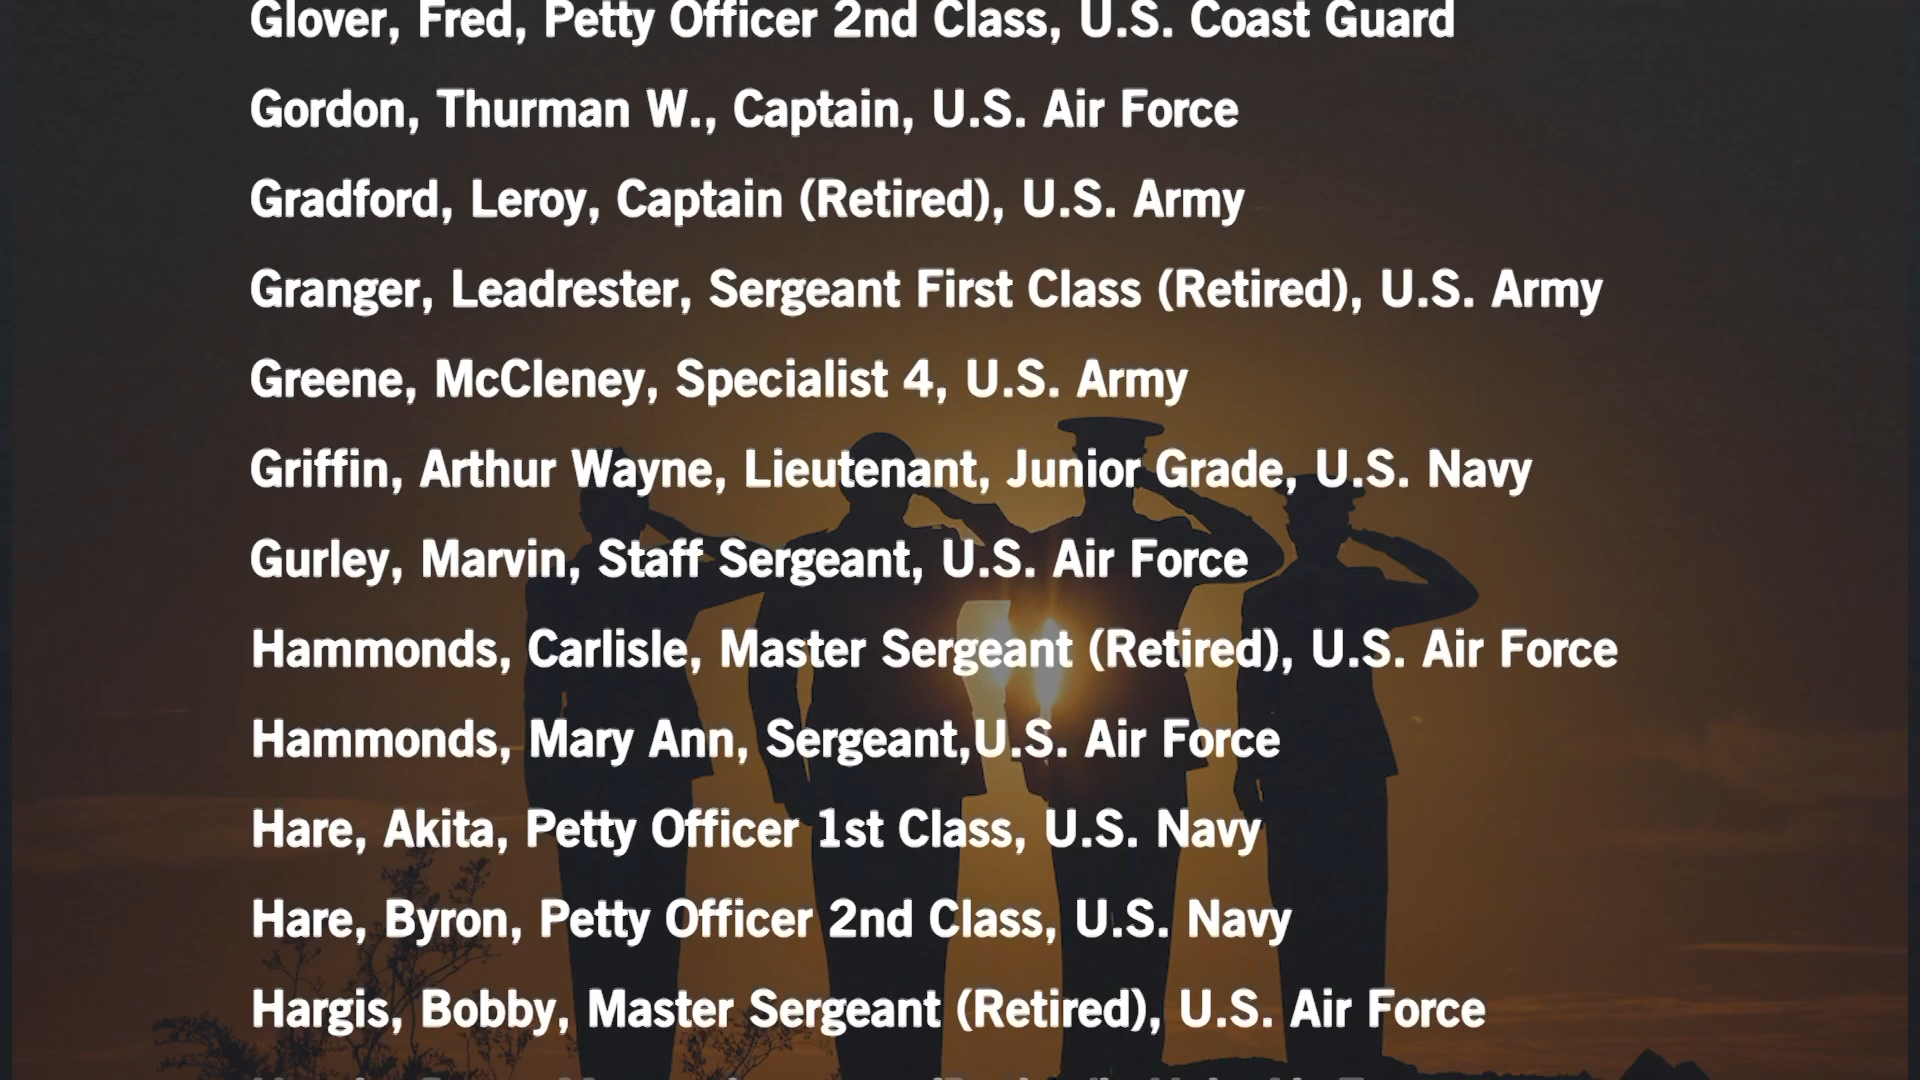 Glover, Fred, Petty Officer 2nd Class, U.S. Coast Guard
Gordon, Thurman W., Captain, U.S. Air Force
Gradford, Leroy, Captain (Retired), U.S. Army
Granger, Leadrester, Sergeant First Class (Retired), U.S. Army
Greene, McCleney, Specialist 4, U.S. Army
Griffin, Arthur Wayne, Lieutenant, Junior Grade, U.S. Navy
Gurley, Marvin, Staff Sergeant, U.S. Air Force
Hammonds, Carlisle, Master Sergeant (Retired), U.S. Air Force
Hammonds, Mary Ann, Sergeant,U.S. Air Force
Hare, Akita, Petty Officer 1st Class, U.S. Navy
Hare, Byron, Petty Officer 2nd Class, U.S. Navy
Hargis, Bobby, Master Sergeant (Retired), U.S. Air Force